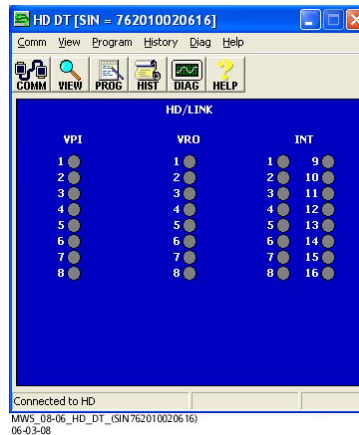 HD DT [SIN = 762010020616]
Comm View Program History Diag Help
COMM VIEW PROG HIST DIAG HELP
HD/LINK
VPI VRO INT
1 1 1 9
2 2 2 10
3 3 3 11
4 4 4 12
5 5 5 13
6 6 6 14
7 7 7 15
8 8 8 16
Connected to HD
MWS_08-06_HD_DT_(SIN762010020616)
06-03-08